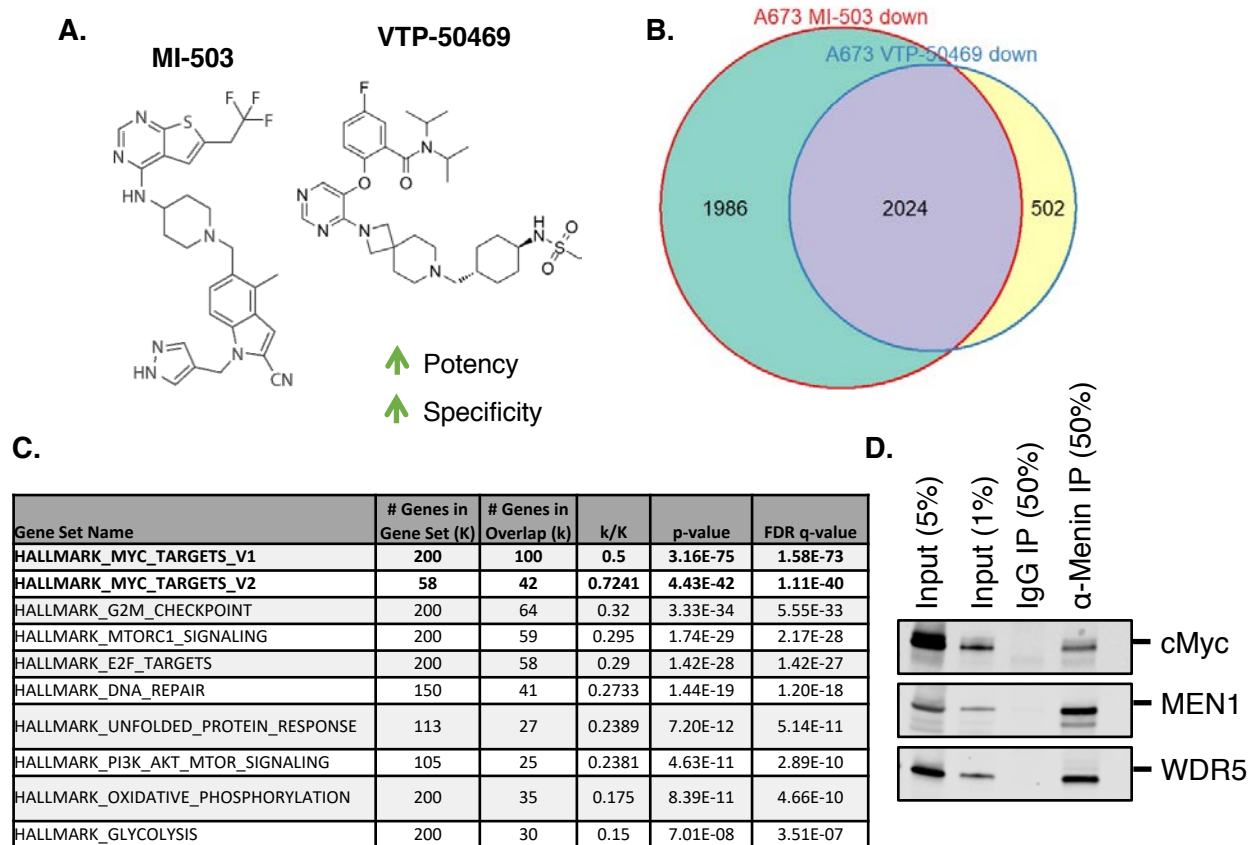 A.
MI-503
VTP-50469
N
N
S
F
F
F
HN
N
N
HN
N
N
CN
F
N
O
O
N
N
N
N
H
N
S
O
O
Potency
Specificity
B.
A673 MI-503 down
A673 VTP-50469 down
1986
2024
502
C.
Gene Set Name # Genes in Gene Set (K) # Genes in Overlap (k) k/K p-value FDR q-value
HALLMARK_MYC_TARGETS_V1 200 100 0.5 3.16E-75 1.58E-73
HALLMARK_MYC_TARGETS_V2 58 42 0.7241 4.43E-42 1.11E-40
HALLMARK_G2M_CHECKPOINT 200 64 0.32 3.33E-34 5.55E-33
HALLMARK_MTORC1_SIGNALING 200 59 0.295 1.74E-29 2.17E-28
HALLMARK_E2F_TARGETS 200 58 0.29 1.42E-28 1.42E-27
HALLMARK_DNA_REPAIR 150 41 0.2733 1.44E-19 1.20E-18
HALLMARK_UNFOLDED_PROTEIN_RESPONSE 113 27 0.2389 7.20E-12 5.14E-11
HALLMARK_PI3K_AKT_MTOR_SIGNALING 105 25 0.2381 4.63E-11 2.89E-10
HALLMARK_OXIDATIVE_PHOSPHORYLATION 200 35 0.175 8.39E-11 4.66E-10
HALLMARK_GLYCOLYSIS 200 30 0.15 7.01E-08 3.51E-07
D.
Input (5%)
Input (1%)
IgG IP (50%)
α-Menin IP (50%)
cMyc
MEN1
WDR5